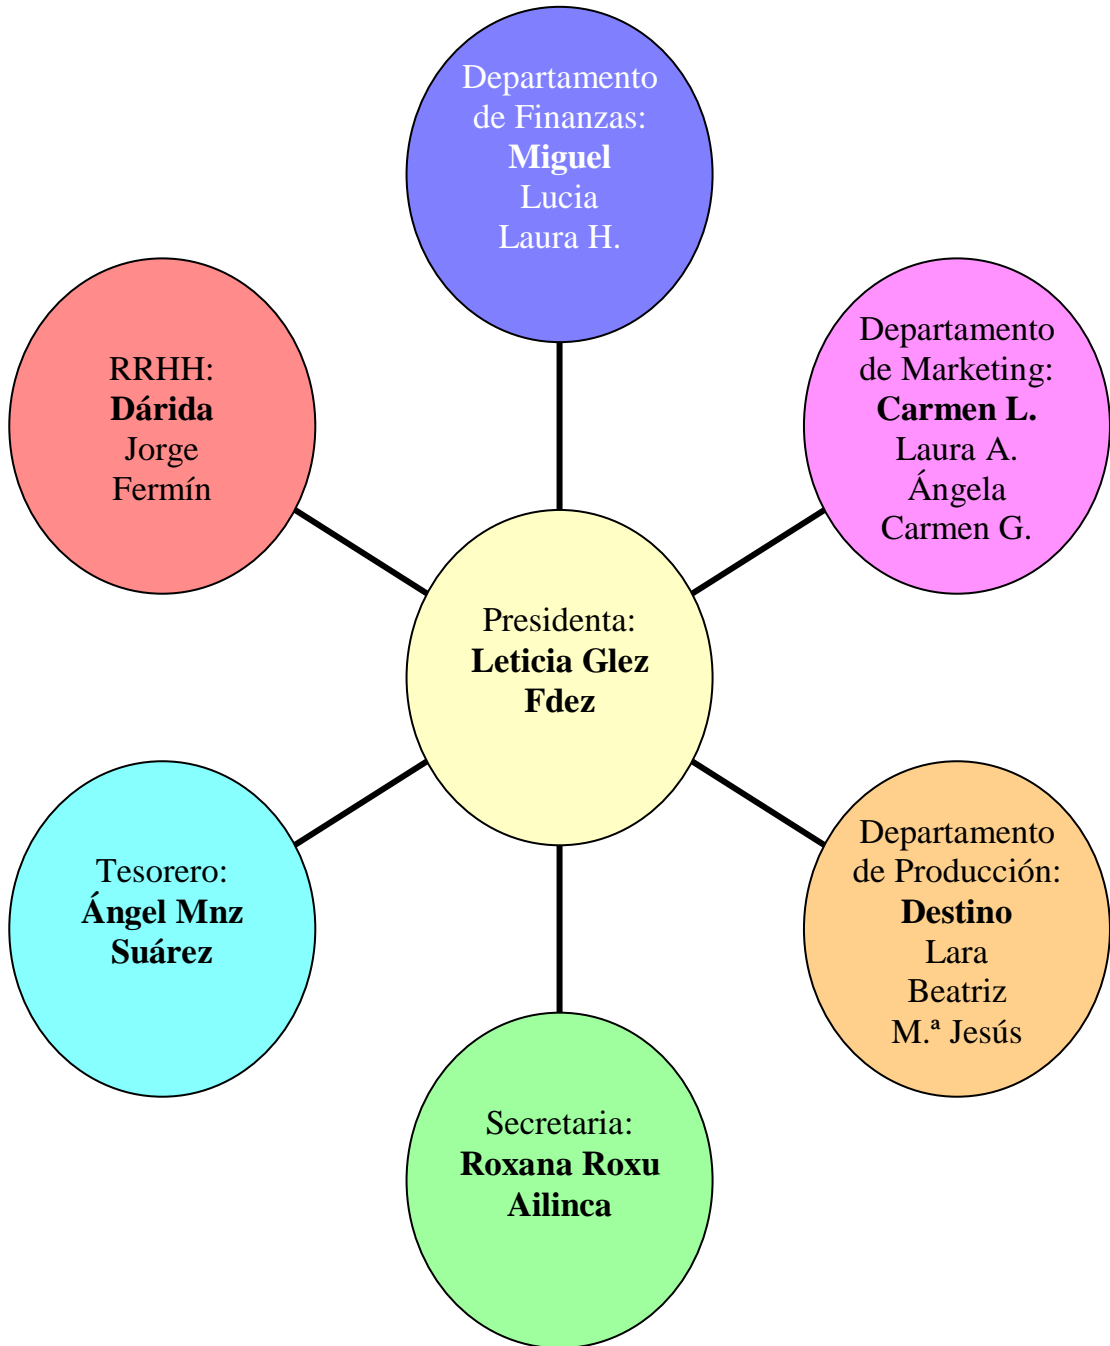 Departamento
de Finanzas:
Miguel
Lucia
Laura H.
RRHH:
Dárida
Jorge
Fermín
Departamento
de Marketing:
Carmen L.
Laura A.
Ángela
Carmen G.
Presidenta:
Leticia Glez
Fdez
Tesorero:
Ángel Mnz
Suárez
Departamento
de Producción:
Destino
Lara
Beatriz
M.ª Jesús
Secretaria:
Roxana Roxu
Ailinca